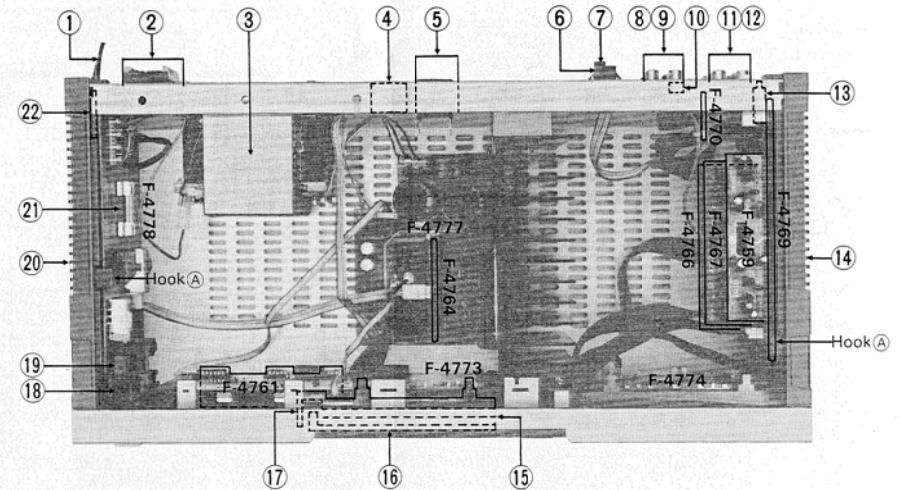 ① ② ③ ④ ⑤ ⑥ ⑦ ⑧ ⑨ ⑩ ⑪ ⑫
⑬
㉒
F-4770
㉑
F-4778
F-4777
F-4764
F-4766
F-4767
F-4759
F-4769
⑳
Hook Ⓐ
⑭
Hook Ⓐ
⑲
⑱
F-4761
F-4773
F-4774
⑰ ⑯ ⑮